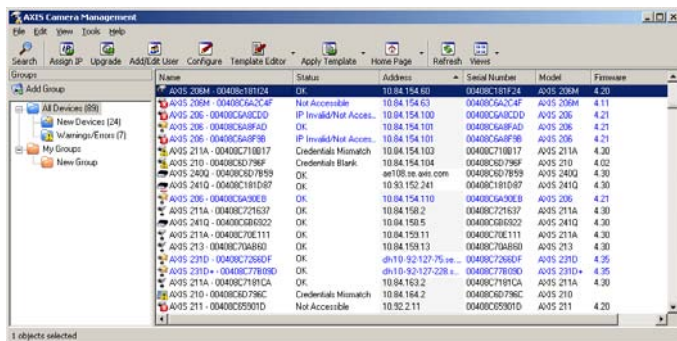 AXIS Camera Management
File Edit View Tools Help
Search Assign IP Upgrade Add/Edit User Configure Template Editor Apply Template Home Page Refresh Views
Groups
Add Group
All Devices (89)
New Devices (24)
Warnings/Errors (7)
My Groups
New Group
Name Status Address Serial Number Model Firmware
AXIS 206M - 00408c181f24 OK 10.84.154.60 00408C181F24 AXIS 206M 4.20
AXIS 206M - 00408C6A2C4F Not Accessible 10.84.154.63 00408C6A2C4F AXIS 206M 4.11
AXIS 206 - 00408C6A8CDD IP Invalid/Not Acces... 10.84.154.100 00408C6A8CDD AXIS 206 4.21
AXIS 206 - 00408C6A8FAD OK 10.84.154.101 00408C6A8FAD AXIS 206 4.21
AXIS 206 - 00408C6A8F9B IP Invalid/Not Acces... 10.84.154.101 00408C6A8F9B AXIS 206 4.21
AXIS 211A - 00408C718B17 Credentials Mismatch 10.84.154.103 00408C718B17 AXIS 211A 4.30
AXIS 210 - 00408C6D796F Credentials Blank 10.84.154.104 00408C6D796F AXIS 210 4.02
AXIS 240Q - 00408C6D7B59 OK ae108.se.axis.com 00408C6D7B59 AXIS 240Q 4.30
AXIS 241Q - 00408C181D87 OK 10.93.152.241 00408C181D87 AXIS 241Q 4.30
AXIS 206 - 00408C6A90EB OK 10.84.154.110 00408C6A90EB AXIS 206 4.21
AXIS 211A - 00408C721637 OK 10.84.158.2 00408C721637 AXIS 211A 4.30
AXIS 241Q - 00408C6B6922 OK 10.84.158.5 00408C6B6922 AXIS 241Q 4.30
AXIS 211A - 00408C70E111 OK 10.84.159.11 00408C70E111 AXIS 211A 4.30
AXIS 213 - 00408C70AB60 OK 10.84.159.13 00408C70AB60 AXIS 213 4.30
AXIS 231D - 00408C7266DF OK dh10-92-127-75.se... 00408C7266DF AXIS 231D 4.35
AXIS 231D+ - 00408C77B09D OK dh10-92-127-228.s... 00408C77B09D AXIS 231D+ 4.35
AXIS 211A - 00408C7181CA OK 10.84.163.2 00408C7181CA AXIS 211A 4.30
AXIS 210 - 00408C6D796C Credentials Mismatch 10.84.164.2 00408C6D796C AXIS 210
AXIS 211 - 00408C65901D Not Accessible 10.92.2.11 00408C65901D AXIS 211 4.20
1 objects selected